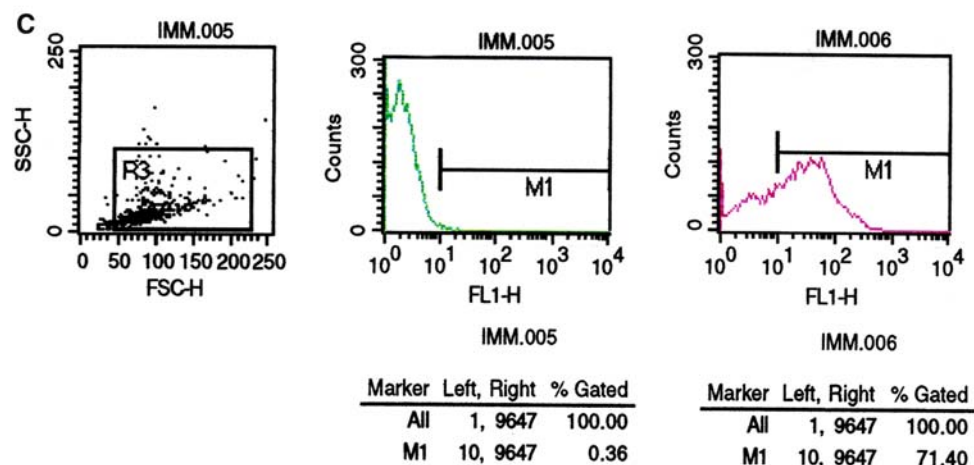 C
IMM.005
250
SSC-H
R3
0
0 50 100 150 200 250
FSC-H
IMM.005
300
Counts
M1
0
10^0 10^1 10^2 10^3 10^4
FL1-H
IMM.006
300
Counts
M1
0
10^0 10^1 10^2 10^3 10^4
FL1-H
IMM.005
Marker Left, Right % Gated
All 1, 9647 100.00
M1 10, 9647 0.36
IMM.006
Marker Left, Right % Gated
All 1, 9647 100.00
M1 10, 9647 71.40